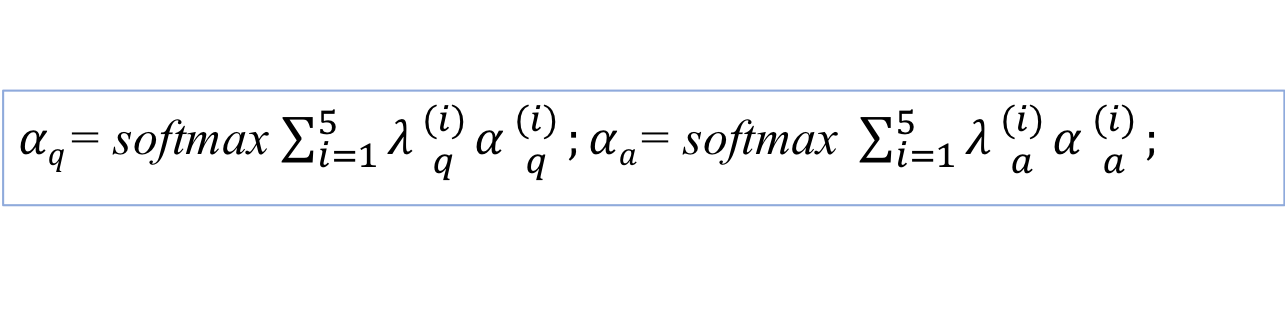 α_q = softmax ∑_{i=1}^{5} λ_q^{(i)} α_q^{(i)} ; α_a = softmax ∑_{i=1}^{5} λ_a^{(i)} α_a^{(i)} ;